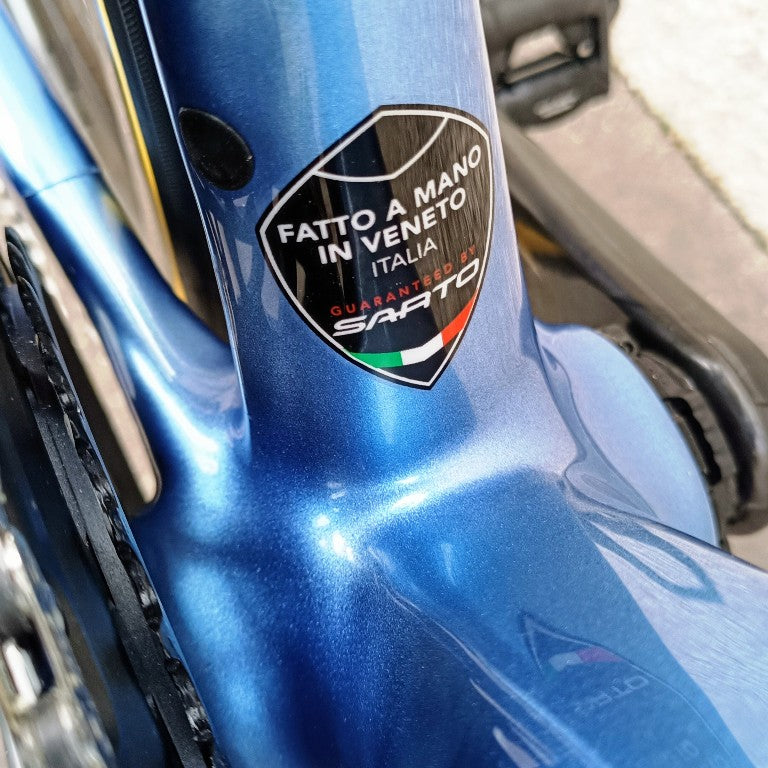 FATTO A MANO
IN VENETO
ITALIA
GUARANTEED BY
SARTO